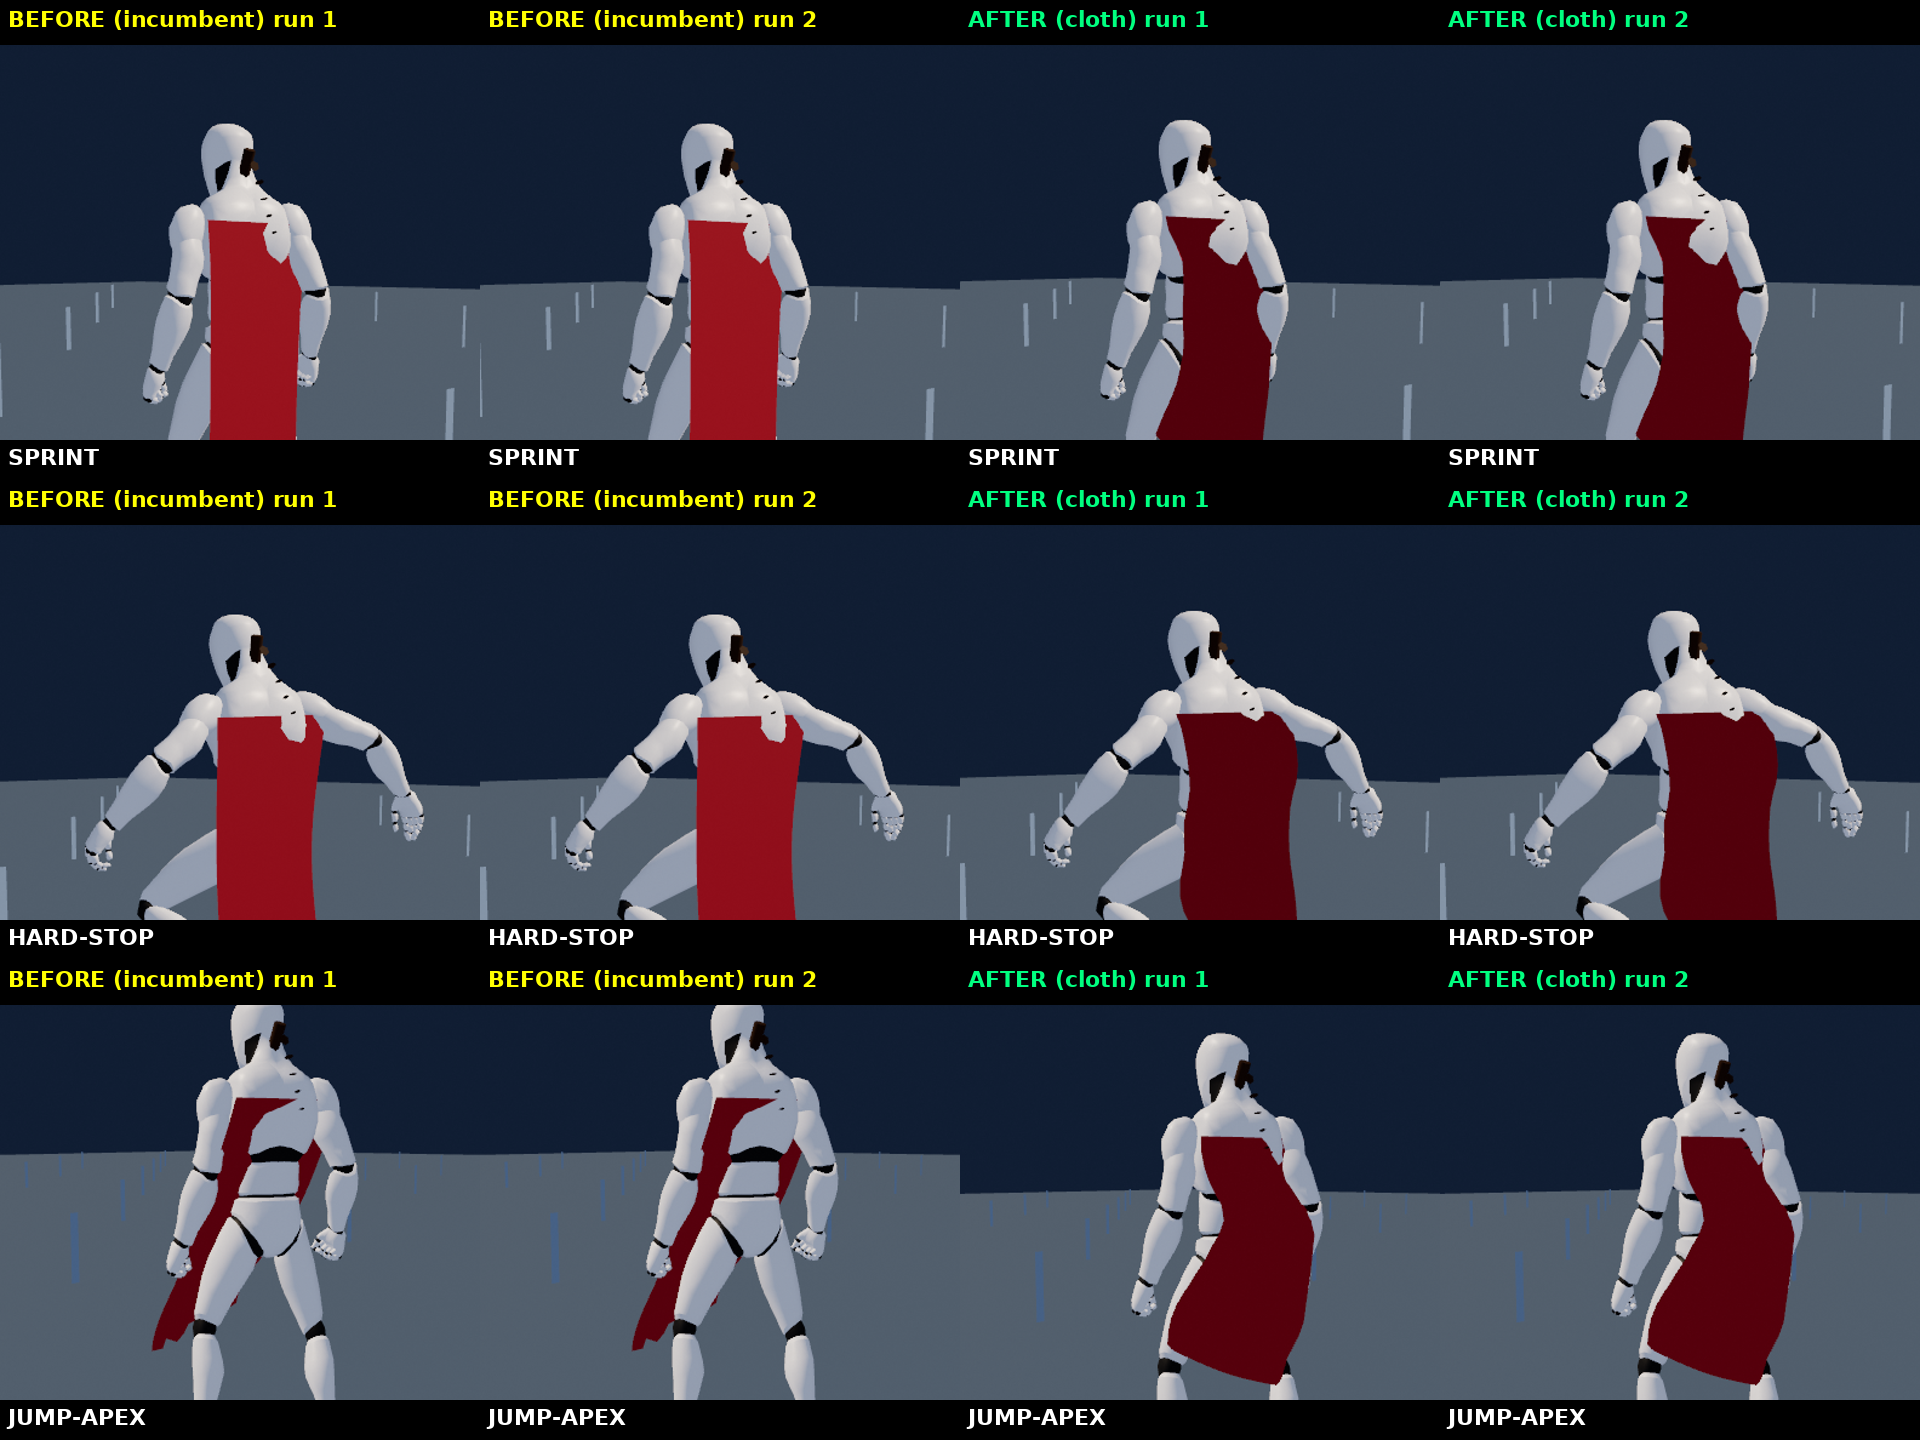 BEFORE (incumbent) run 1
BEFORE (incumbent) run 2
AFTER (cloth) run 1
AFTER (cloth) run 2
SPRINT
SPRINT
SPRINT
SPRINT
BEFORE (incumbent) run 1
BEFORE (incumbent) run 2
AFTER (cloth) run 1
AFTER (cloth) run 2
HARD-STOP
HARD-STOP
HARD-STOP
HARD-STOP
BEFORE (incumbent) run 1
BEFORE (incumbent) run 2
AFTER (cloth) run 1
AFTER (cloth) run 2
JUMP-APEX
JUMP-APEX
JUMP-APEX
JUMP-APEX